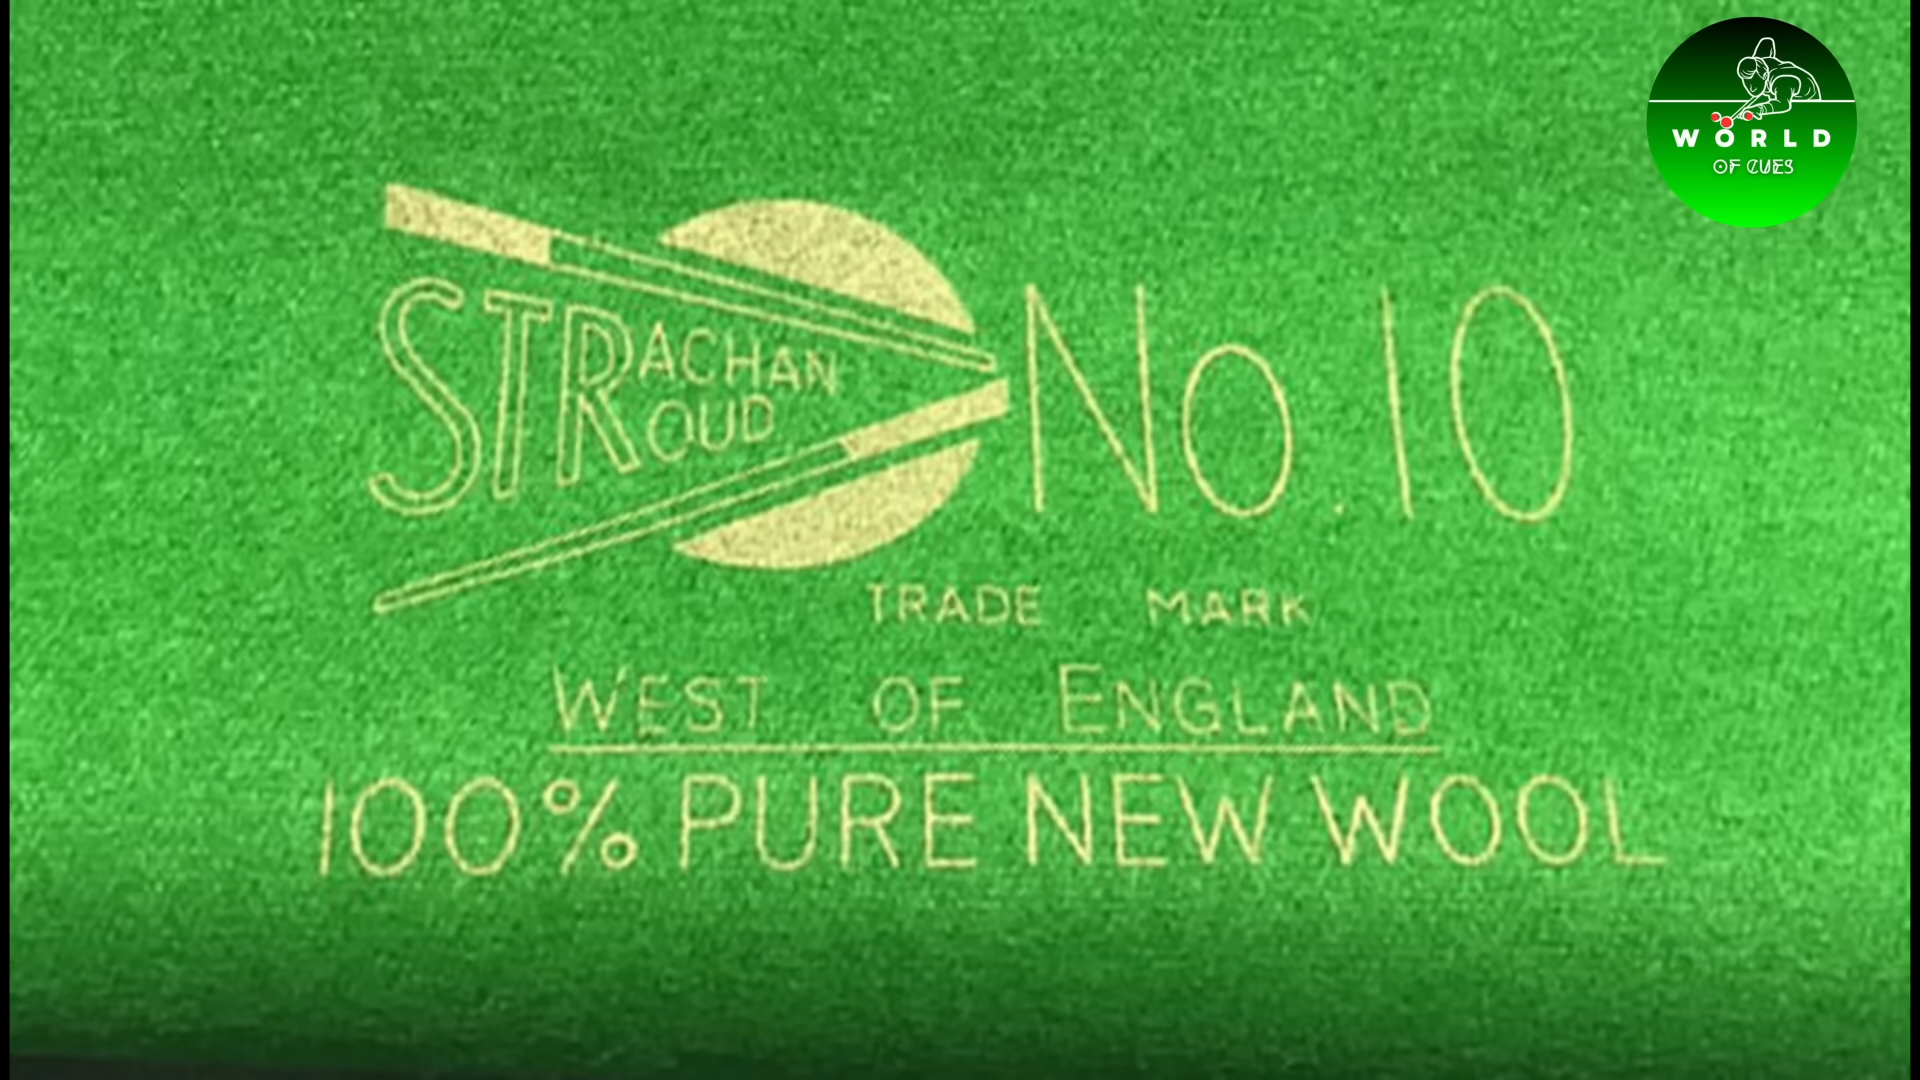 STRACHAN
STROUD
No. 10
TRADE MARK
WEST OF ENGLAND
100% PURE NEW WOOL
WORLD
OF CUES